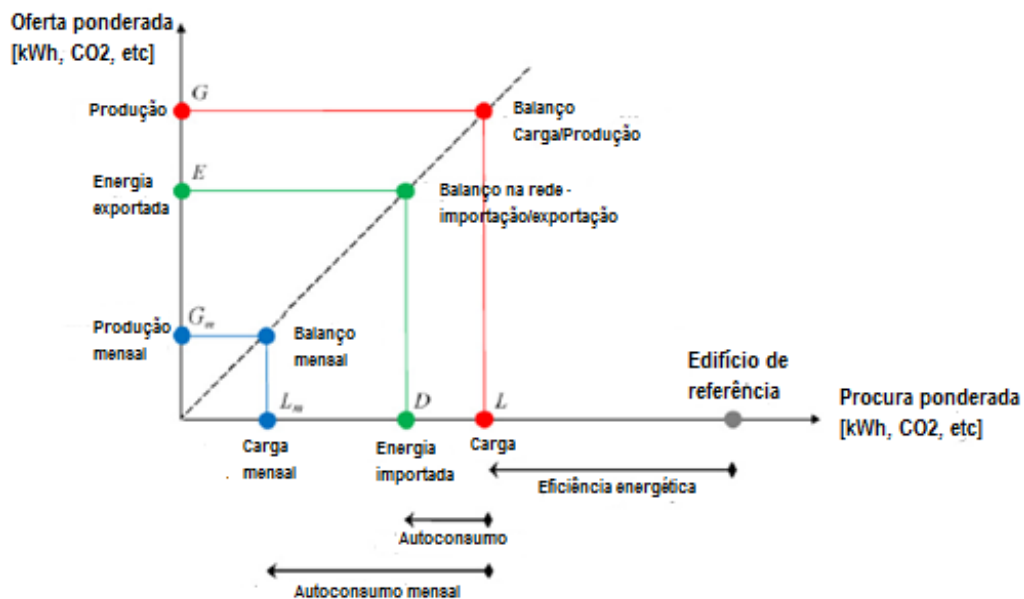 Oferta ponderada
[kWh, CO2, etc]
G
Produção
Balanço
Carga/Produção
E
Energia
exportada
Balanço na rede -
importação/exportação
Gm
Produção
mensal
Balanço
mensal
Edifício de
referência
Lm
D
L
Procura ponderada
[kWh, CO2, etc]
Carga
mensal
Energia
importada
Carga
Eficiência energética
Autoconsumo
Autoconsumo mensal